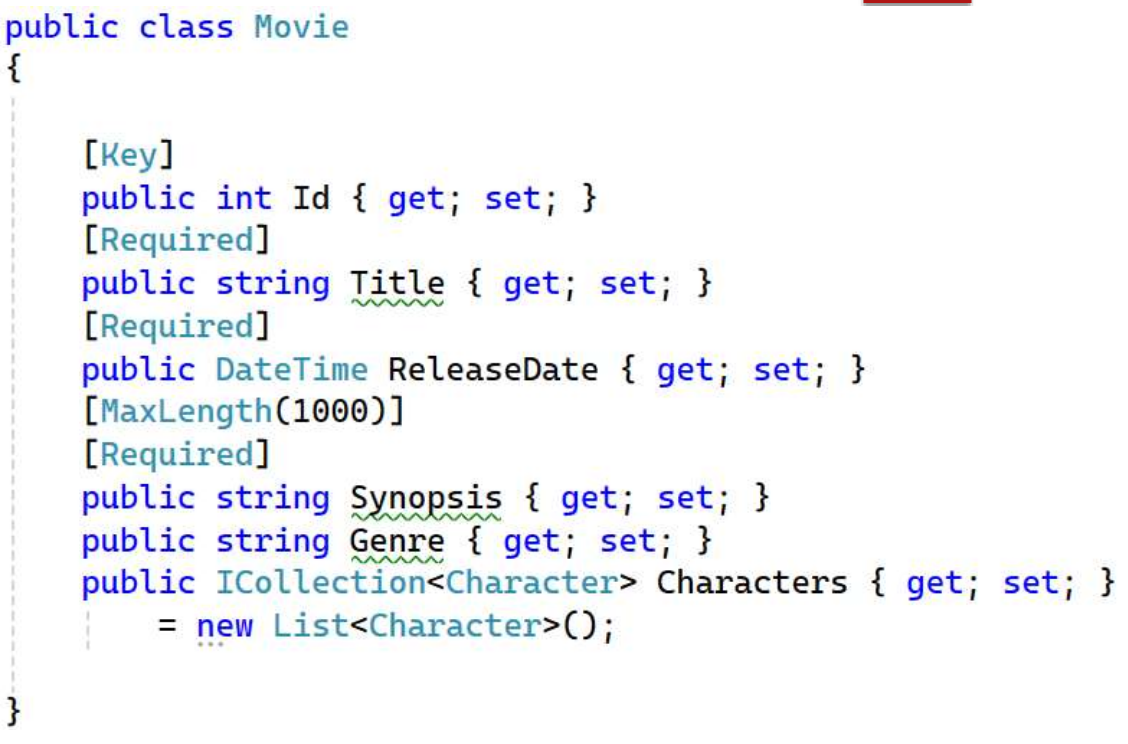 public class Movie
{
[Key]
public int Id { get; set; }
[Required]
public string Title { get; set; }
[Required]
public DateTime ReleaseDate { get; set; }
[MaxLength(1000)]
[Required]
public string Synopsis { get; set; }
public string Genre { get; set; }
public ICollection<Character> Characters { get; set; }
= new List<Character>();
}